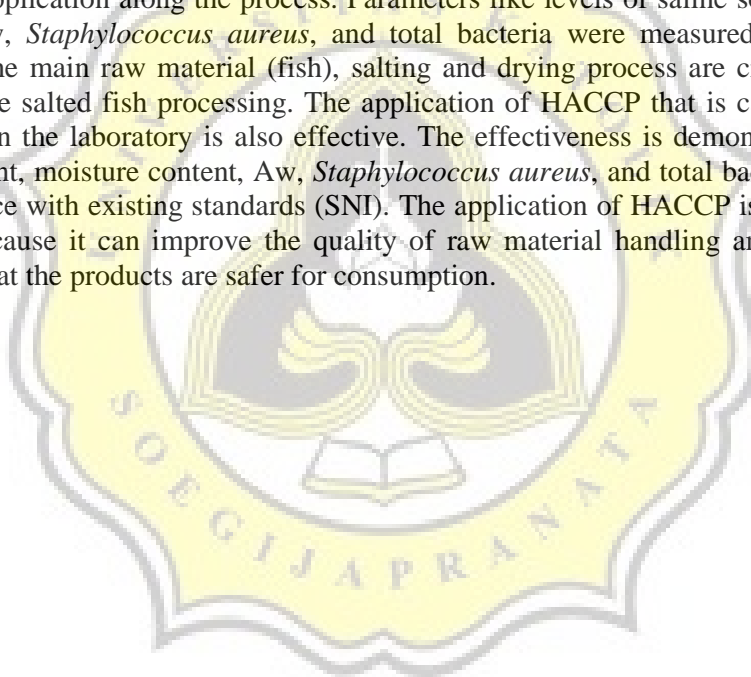 pplication along the process. Parameters like levels of saline so
, Staphylococcus aureus, and total bacteria were measured
e main raw material (fish), salting and drying process are c
e salted fish processing. The application of HACCP that is c
n the laboratory is also effective. The effectiveness is demon
nt, moisture content, Aw, Staphylococcus aureus, and total ba
ce with existing standards (SNI). The application of HACCP is
cause it can improve the quality of raw material handling a
at the products are safer for consumption.
SOEGIJAPRANATA